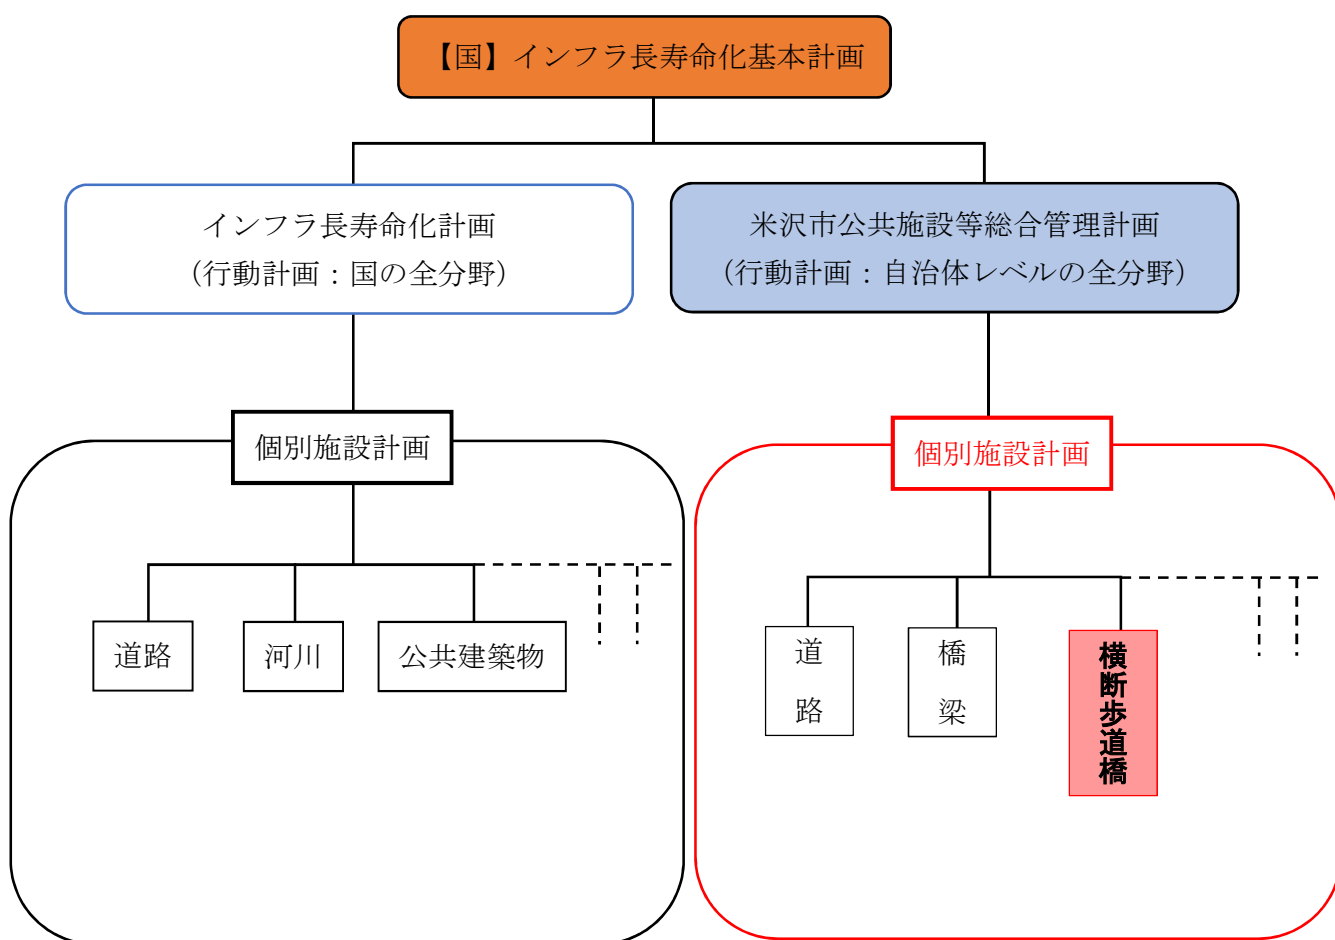 【国】インフラ長寿命化基本計画
インフラ長寿命化計画
（行動計画：国の全分野）
米沢市公共施設等総合管理計画
（行動計画：自治体レベルの全分野）
個別施設計画
道路
河川
公共建築物
個別施設計画
道路
橋梁
横断歩道橋